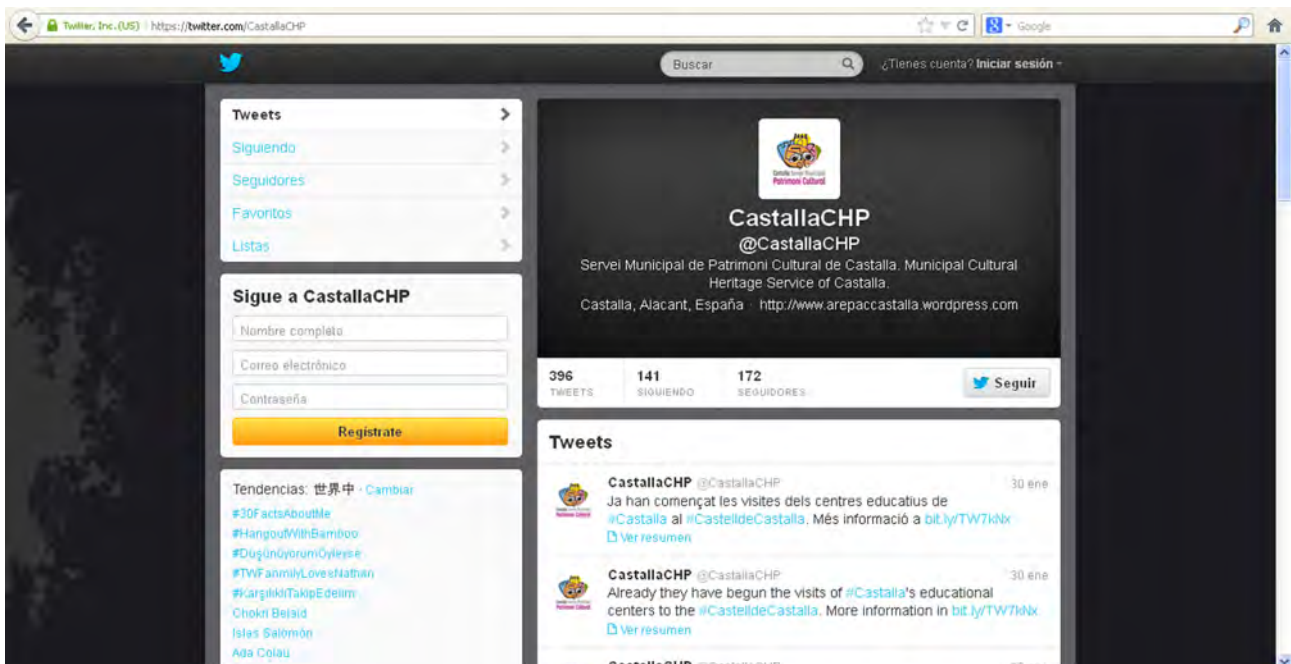 Twitter, Inc. (US) https://twitter.com/CastallaCHP
Google
Buscar
¿Tienes cuenta? Iniciar sesión
Tweets
Siguiendo
Seguidores
Favoritos
Listas
Sigue a CastallaCHP
Nombre completo
Correo electrónico
Contraseña
Regístrate
Tendencias: 世界中 · Cambiar
#30FactsAboutMe
#HangoutWithBamboo
#DüşünüyorumÖyleyse
#TWFanmilyLovesNathan
#KarşılıklıTakipEdelim
Chokri Belaid
Islas Salomón
Ada Colau
Patrimoni Cultural
CastallaCHP
@CastallaCHP
Servei Municipal de Patrimoni Cultural de Castalla. Municipal Cultural
Heritage Service of Castalla.
Castalla, Alacant, España · http://www.arepaccastalla.wordpress.com
396 TWEETS
141 SIGUIENDO
172 SEGUIDORES
Seguir
Tweets
CastallaCHP @CastallaCHP 30 ene
Ja han començat les visites dels centres educatius de
#Castalla al #CastelldeCastalla. Més informació a bit.ly/TW7kNx
Ver resumen
CastallaCHP @CastallaCHP 30 ene
Already they have begun the visits of #Castalla's educational
centers to the #CastelldeCastalla. More information in bit.ly/TW7kNx
Ver resumen